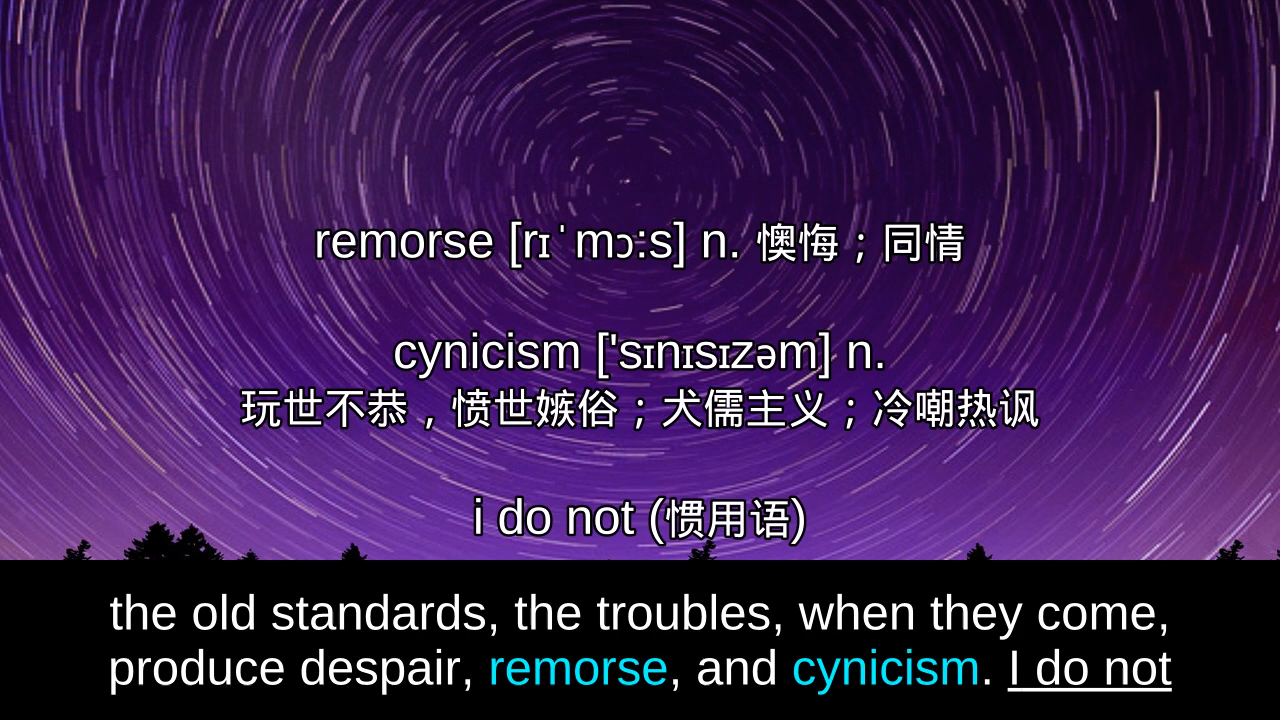 remorse [rɪˈmɔ:s] n. 懊悔；同情
cynicism ['sɪnɪsɪzəm] n.
玩世不恭，愤世嫉俗；犬儒主义；冷嘲热讽
i do not (惯用语)
the old standards, the troubles, when they come,
produce despair, remorse, and cynicism. I do not